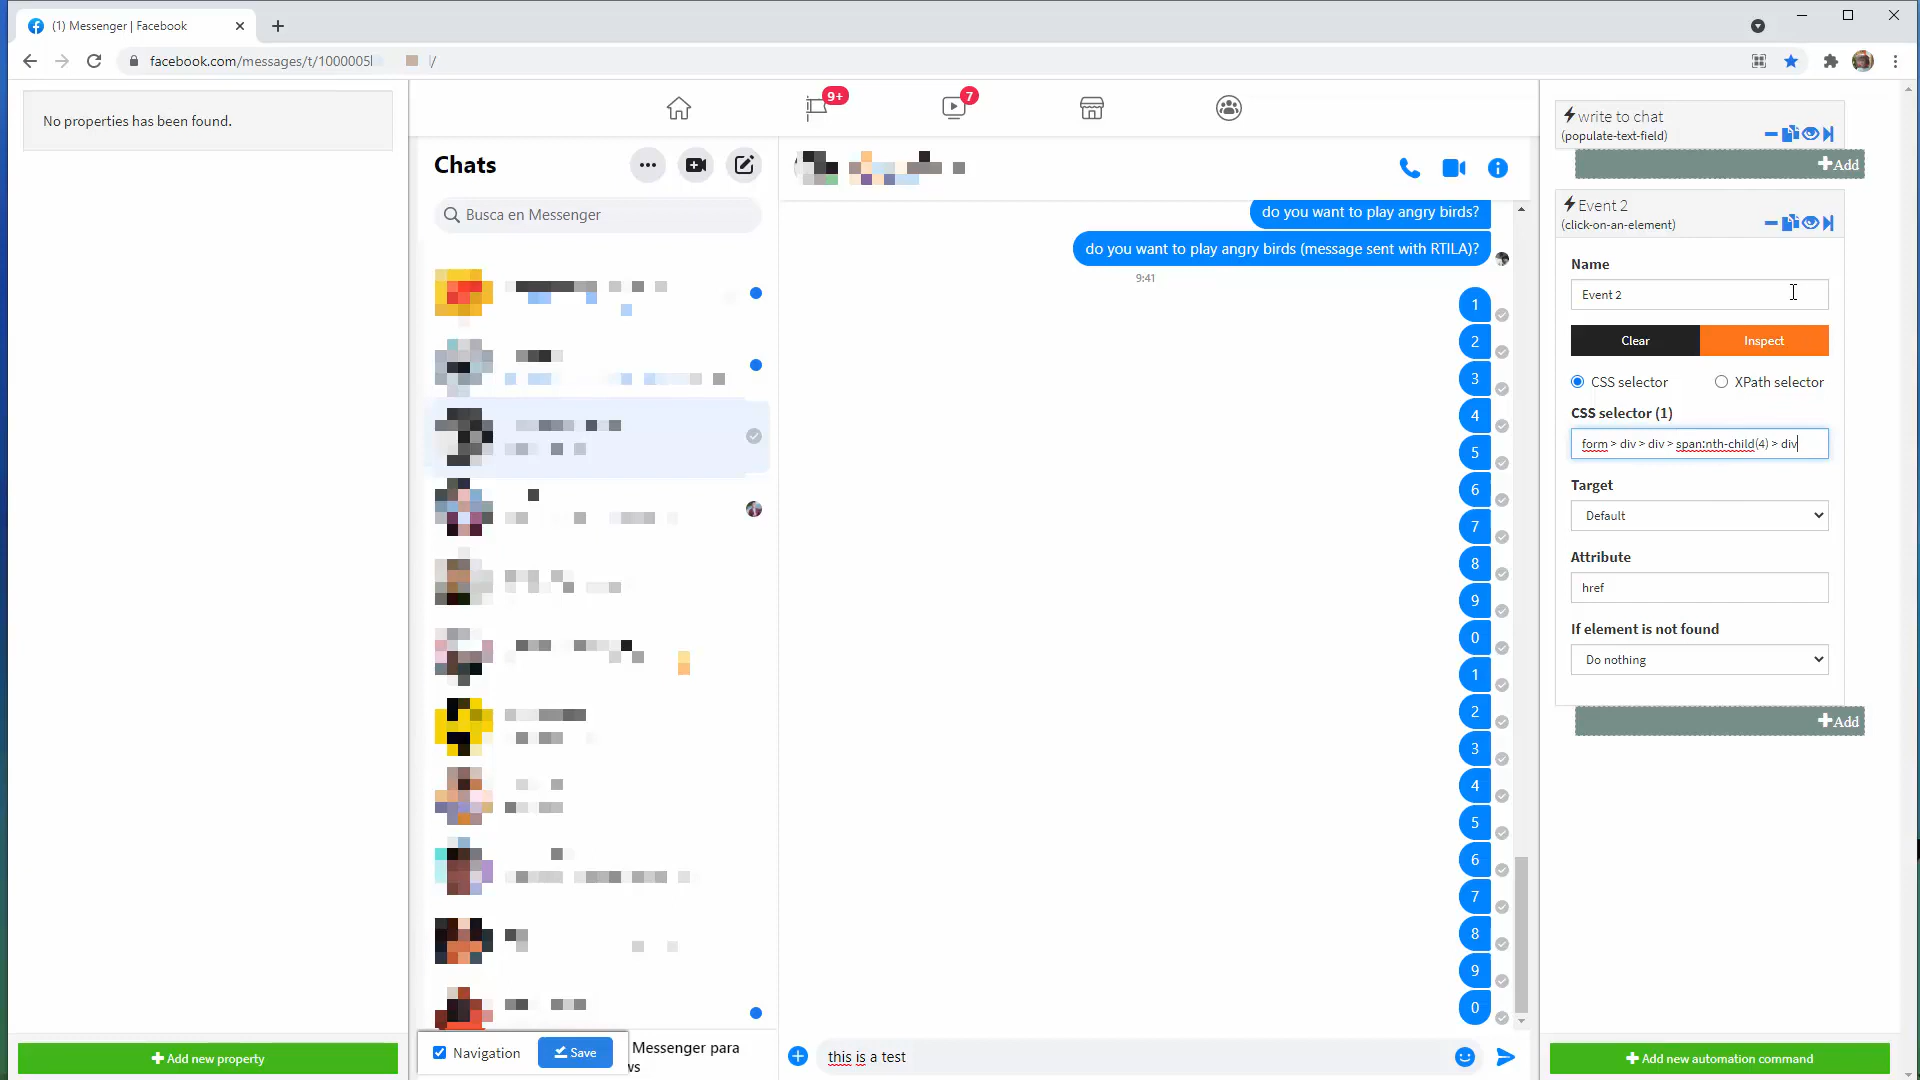 (1) Messenger | Facebook
facebook.com/messages/t/1000005
/
No properties has been found.
9+
7
Chats
Busca en Messenger
do you want to play angry birds?
do you want to play angry birds (message sent with RTILA)?
9:41
1
2
3
4
5
6
7
8
9
0
1
2
3
4
5
6
7
8
9
0
this is a test
Navigation
Save
Messenger para
ws
Add new property
write to chat
(populate-text-field)
Add
Event 2
(click-on-an-element)
Name
Event 2
Clear
Inspect
CSS selector
XPath selector
CSS selector (1)
form > div > div > span:nth-child(4) > div
Target
Default
Attribute
href
If element is not found
Do nothing
Add
Add new automation command